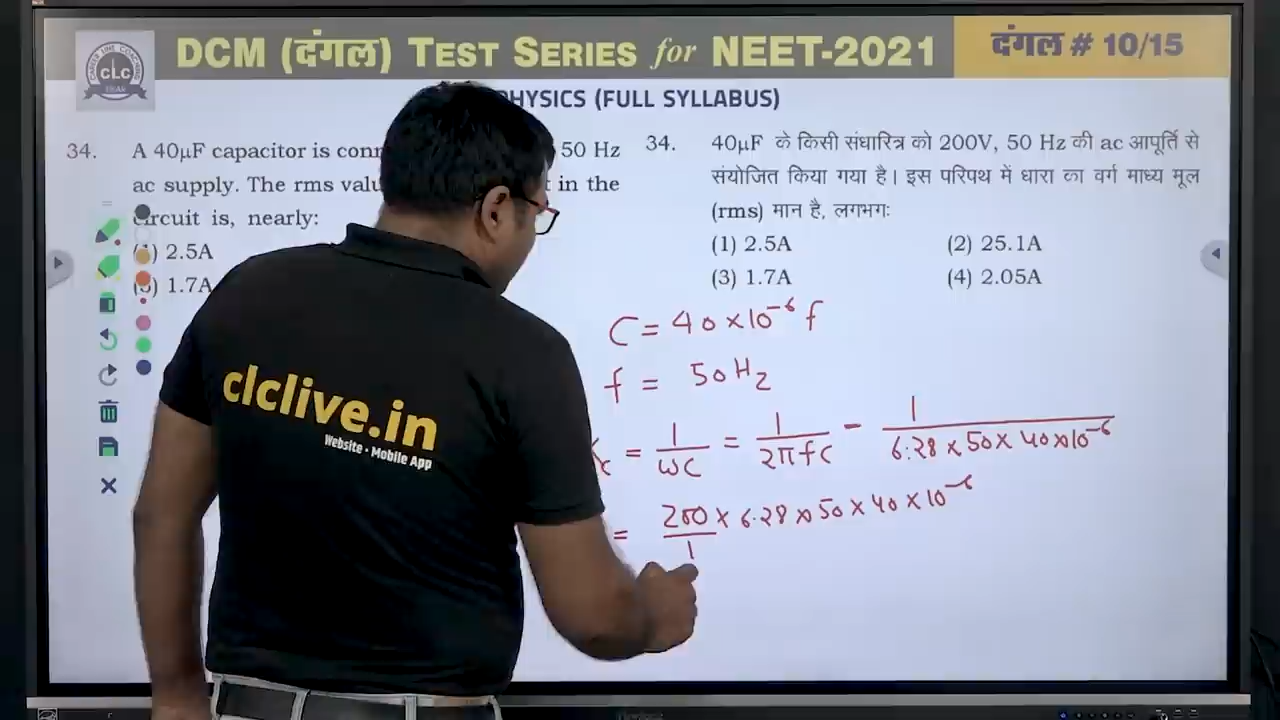 DCM (दंगल) TEST SERIES for NEET-2021
दंगल # 10/15
CLC
PHYSICS (FULL SYLLABUS)
34. A 40μF capacitor is 50 Hz
ac supply. The rms in the
circuit is, nearly:
(1) 2.5A
(3) 1.7A
34. 40μF के किसी संधारित्र को 200V, 50 Hz की ac आपूर्ति से
संयोजित किया गया है। इस परिपथ में धारा का वर्ग माध्य मूल
(rms) मान है, लगभगः
(1) 2.5A (2) 25.1A
(3) 1.7A (4) 2.05A
C = 40×10⁻⁶ f
f = 50Hz
= 1/ωC = 1/2πfC - 1/6.28×50×40×10⁻⁶
= 200/1 × 6.28×50×40×10⁻⁶
clclive.in
Website • Mobile App